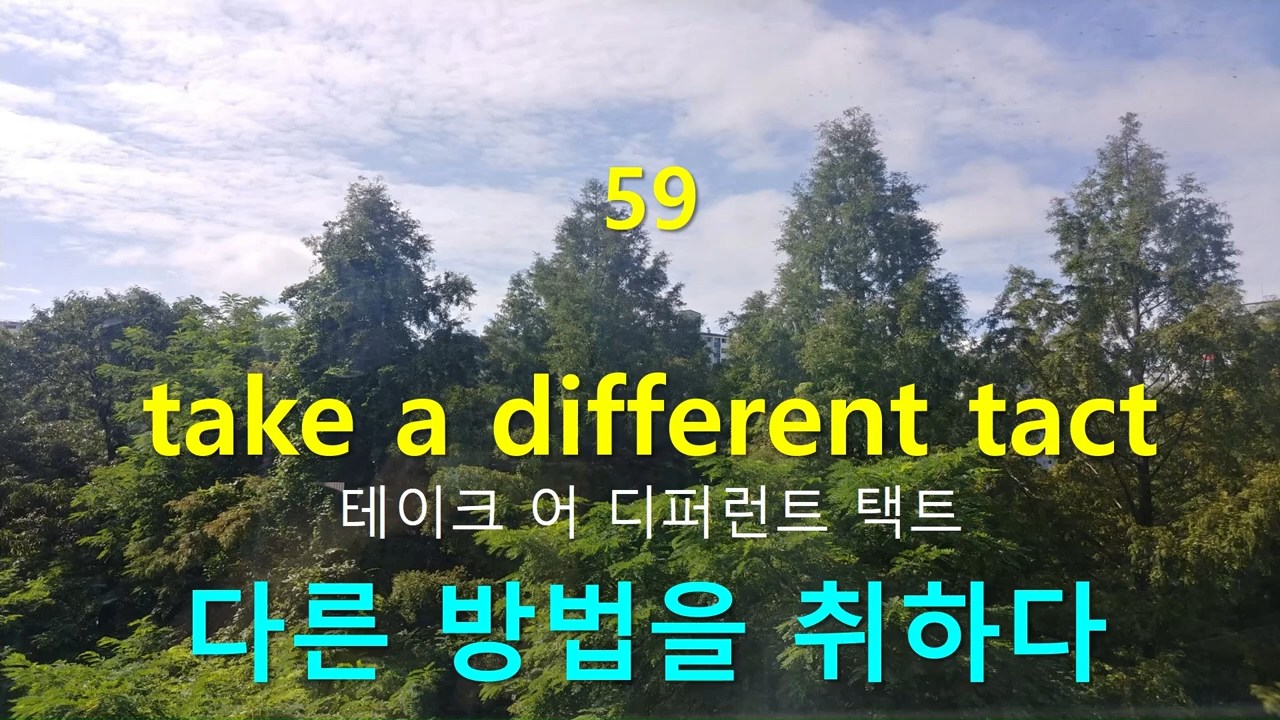 59
take a different tact
테이크 어 디퍼런트 택트
다른 방법을 취하다